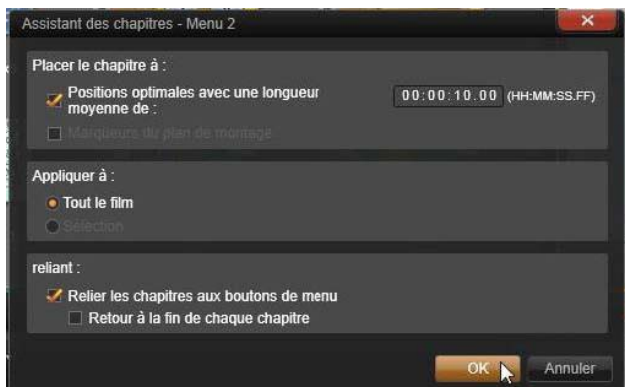 Assistant des chapitres - Menu 2
Placer le chapitre à :
Positions optimales avec une longueur
moyenne de :
00:00:10.00 (HH:MM:SS.FF)
Marqueurs du plan de montage
Appliquer à :
Tout le film
Sélection
reliant :
Relier les chapitres aux boutons de menu
Retour à la fin de chaque chapitre
OK Annuler